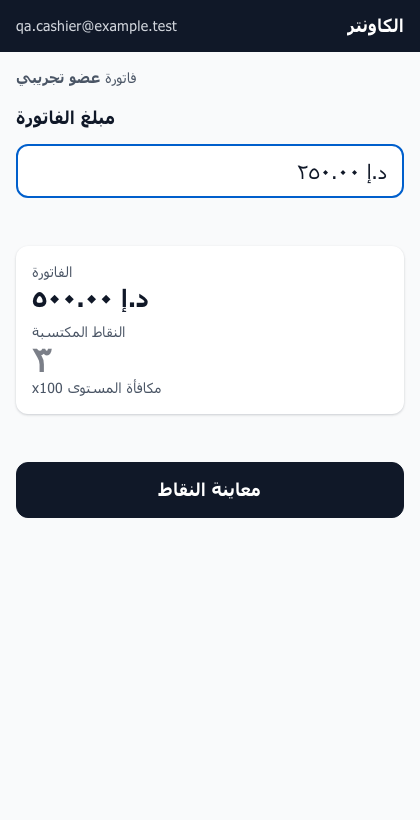 الكاونتر
qa.cashier@example.test
فاتورة عضو تجريبي
مبلغ الفاتورة
د.إ ٢٥٠.٠٠
الفاتورة
د.إ ٥٠٠.٠٠
النقاط المكتسبة
٣
مكافأة المستوى x100
معاينة النقاط